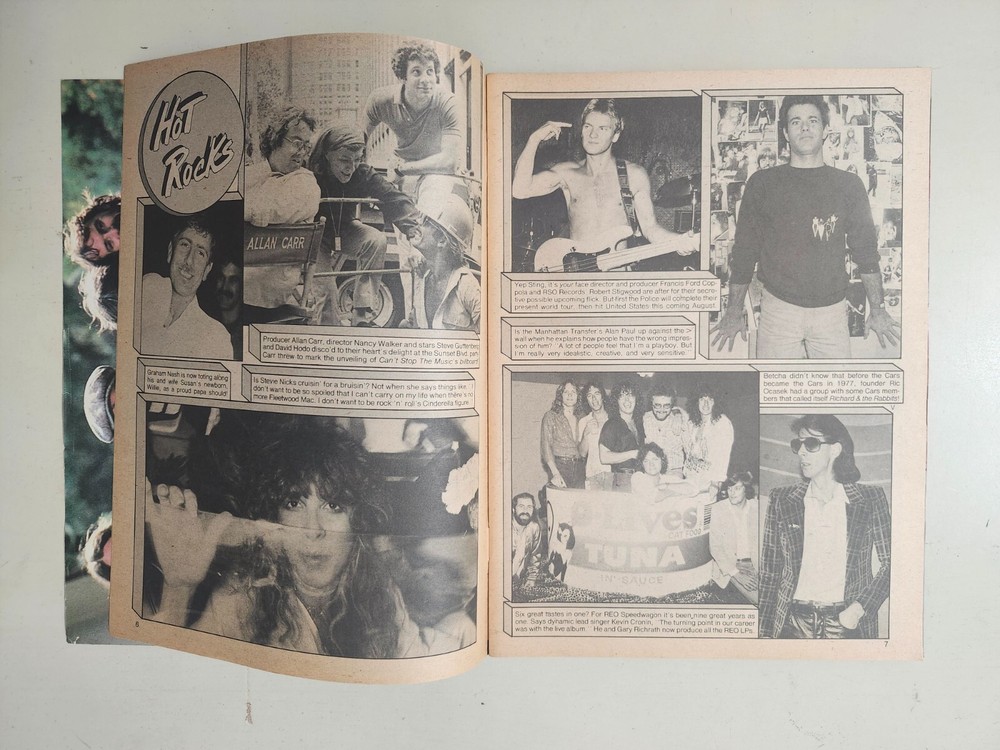 Hot
Rocks
ALLAN CARR
Producer Allan Carr, director Nancy Walker and stars Steve Guttenberg
and David Hodo disco'd to their heart's delight at the Sunset Blvd. party
Carr threw to mark the unveiling of Can't Stop The Music's billboard
Graham Nash is now toting along
his and wife Susan's newborn,
Willie, as a proud papa should!
Is Stevie Nicks cruisin' for a bruisin'? Not when she says things like, "I
don't want to be so spoiled that I can't carry on my life when there's no
more Fleetwood Mac. I don't want to be rock 'n' roll's Cinderella figure."
6
Yep Sting, it's your face director and producer Francis Ford Cop-
pola and RSO Records' Robert Stigwood are after for their secre-
tive possible upcoming flick. But first the Police will complete their
present world tour, then hit United States this coming August.
Is the Manhattan Transfer's Alan Paul up against the >
wall when he explains how people have the wrong impres-
sion of him? "A lot of people feel that I'm a playboy. But
I'm really very idealistic, creative, and very sensitive."
Betcha didn't know that before the Cars
became the Cars in 1977, founder Ric
Ocasek had a group with some Cars mem-
bers that called itself Richard & the Rabbits!
V
9-Lives
CAT FOOD
TUNA
IN SAUCE
Six great tastes in one? For REO Speedwagon it's been nine great years as
one. Says dynamic lead singer Kevin Cronin, "The turning point in our career
was with the live album." He and Gary Richrath now produce all the REO LPs.
7